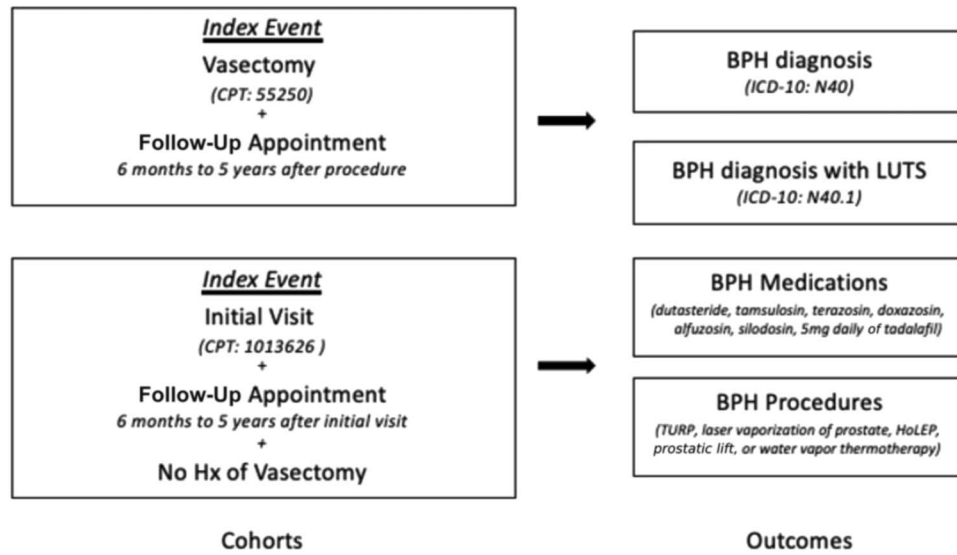 Index Event
Vasectomy
(CPT: 55250)
+
Follow-Up Appointment
6 months to 5 years after procedure
Index Event
Initial Visit
(CPT: 1013626 )
+
Follow-Up Appointment
6 months to 5 years after initial visit
+
No Hx of Vasectomy
Cohorts
BPH diagnosis
(ICD-10: N40)
BPH diagnosis with LUTS
(ICD-10: N40.1)
BPH Medications
(dutasteride, tamsulosin, terazosin, doxazosin,
alfuzosin, silodosin, 5mg daily of tadalafil)
BPH Procedures
(TURP, laser vaporization of prostate, HoLEP,
prostatic lift, or water vapor thermotherapy)
Outcomes